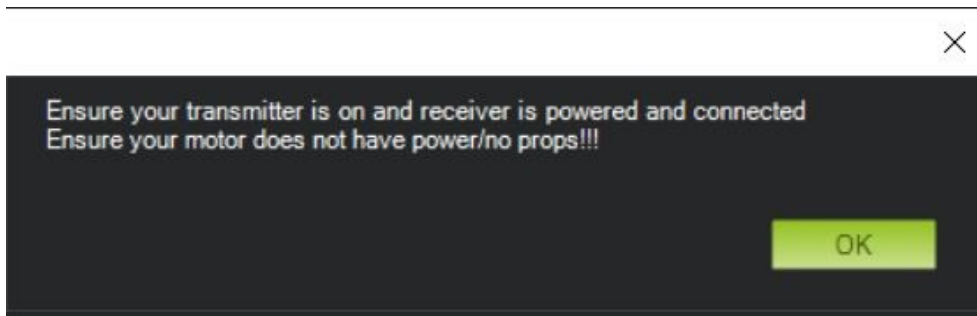 Ensure your transmitter is on and receiver is powered and connected
Ensure your motor does not have power/no props!!!
OK